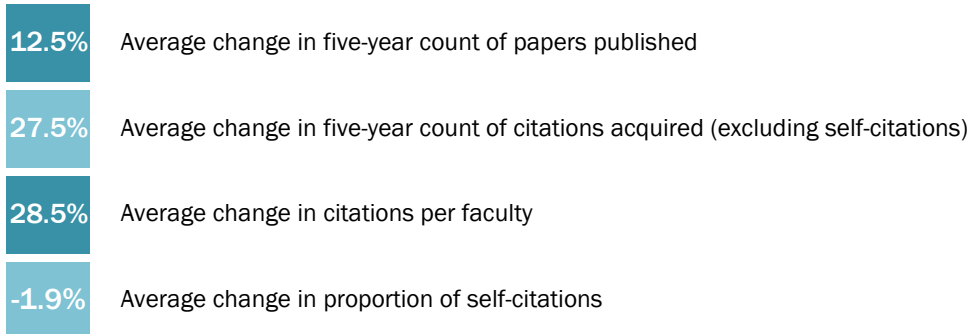 12.5% Average change in five-year count of papers published
27.5% Average change in five-year count of citations acquired (excluding self-citations)
28.5% Average change in citations per faculty
-1.9% Average change in proportion of self-citations